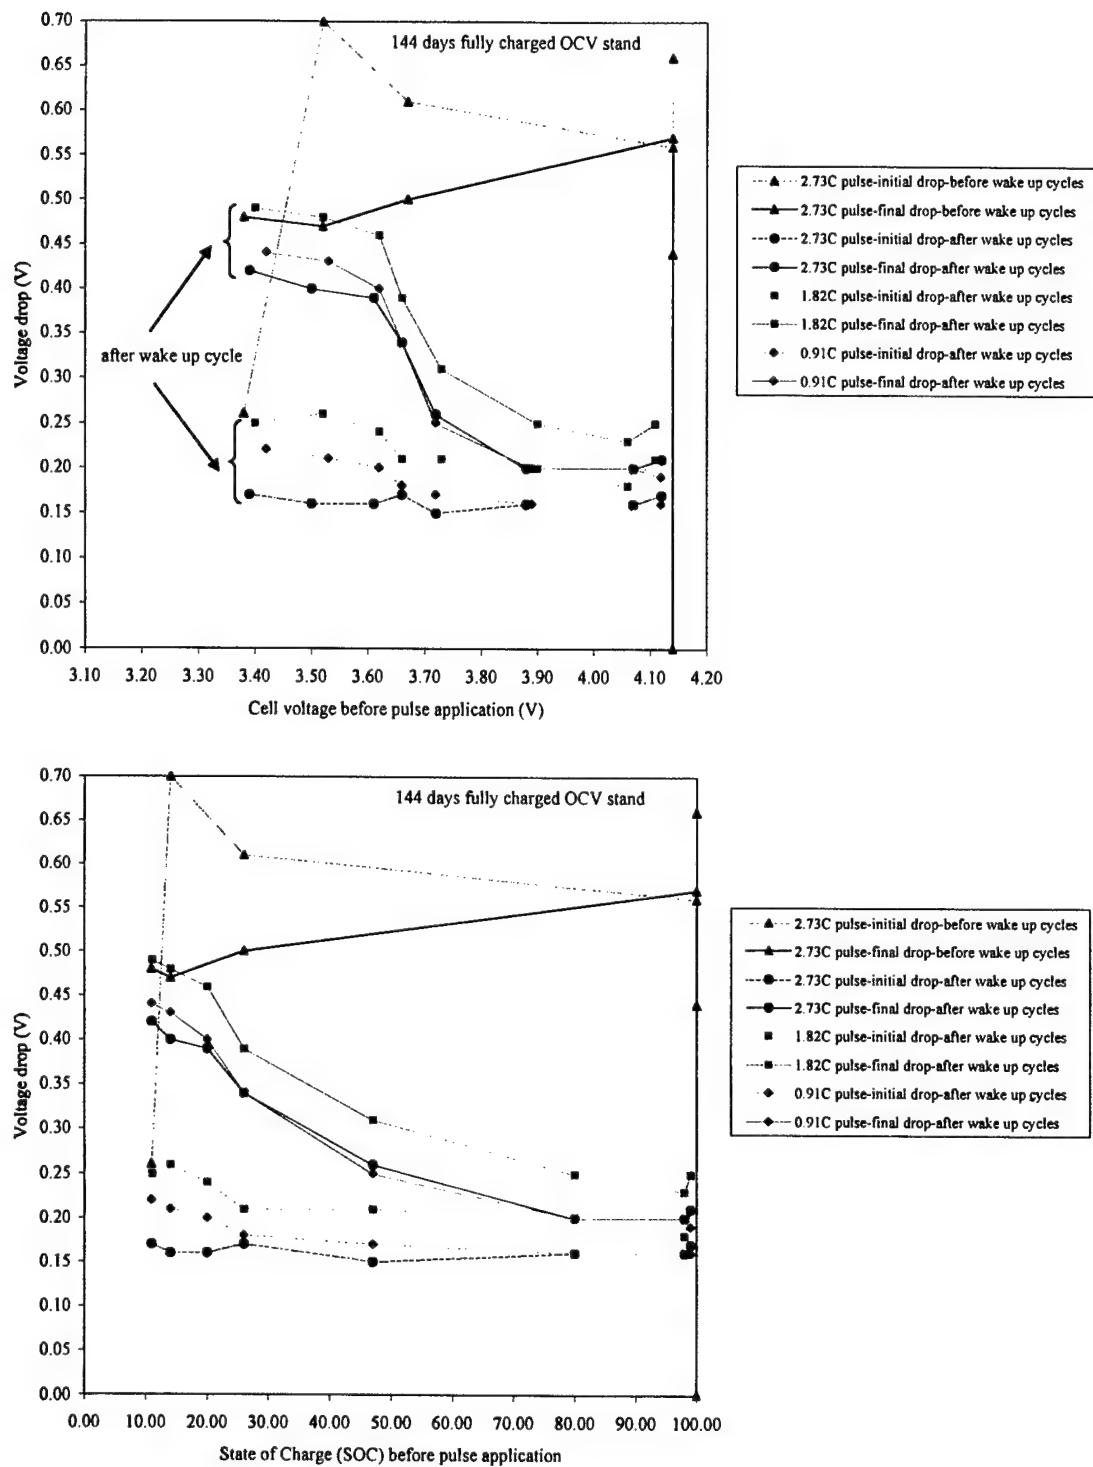 144 days fully charged OCV stand
0.70
0.65
0.60
0.55
0.50
0.45
0.40
0.35
0.30
0.25
0.20
0.15
0.10
0.05
0.00
Voltage drop (V)
after wake up cycle
3.10 3.20 3.30 3.40 3.50 3.60 3.70 3.80 3.90 4.00 4.10 4.20
Cell voltage before pulse application (V)
2.73C pulse-initial drop-before wake up cycles
2.73C pulse-final drop-before wake up cycles
2.73C pulse-initial drop-after wake up cycles
2.73C pulse-final drop-after wake up cycles
1.82C pulse-initial drop-after wake up cycles
1.82C pulse-final drop-after wake up cycles
0.91C pulse-initial drop-after wake up cycles
0.91C pulse-final drop-after wake up cycles
144 days fully charged OCV stand
0.70
0.65
0.60
0.55
0.50
0.45
0.40
0.35
0.30
0.25
0.20
0.15
0.10
0.05
0.00
Voltage drop (V)
0.00 10.00 20.00 30.00 40.00 50.00 60.00 70.00 80.00 90.00 100.00
State of Charge (SOC) before pulse application
2.73C pulse-initial drop-before wake up cycles
2.73C pulse-final drop-before wake up cycles
2.73C pulse-initial drop-after wake up cycles
2.73C pulse-final drop-after wake up cycles
1.82C pulse-initial drop-after wake up cycles
1.82C pulse-final drop-after wake up cycles
0.91C pulse-initial drop-after wake up cycles
0.91C pulse-final drop-after wake up cycles